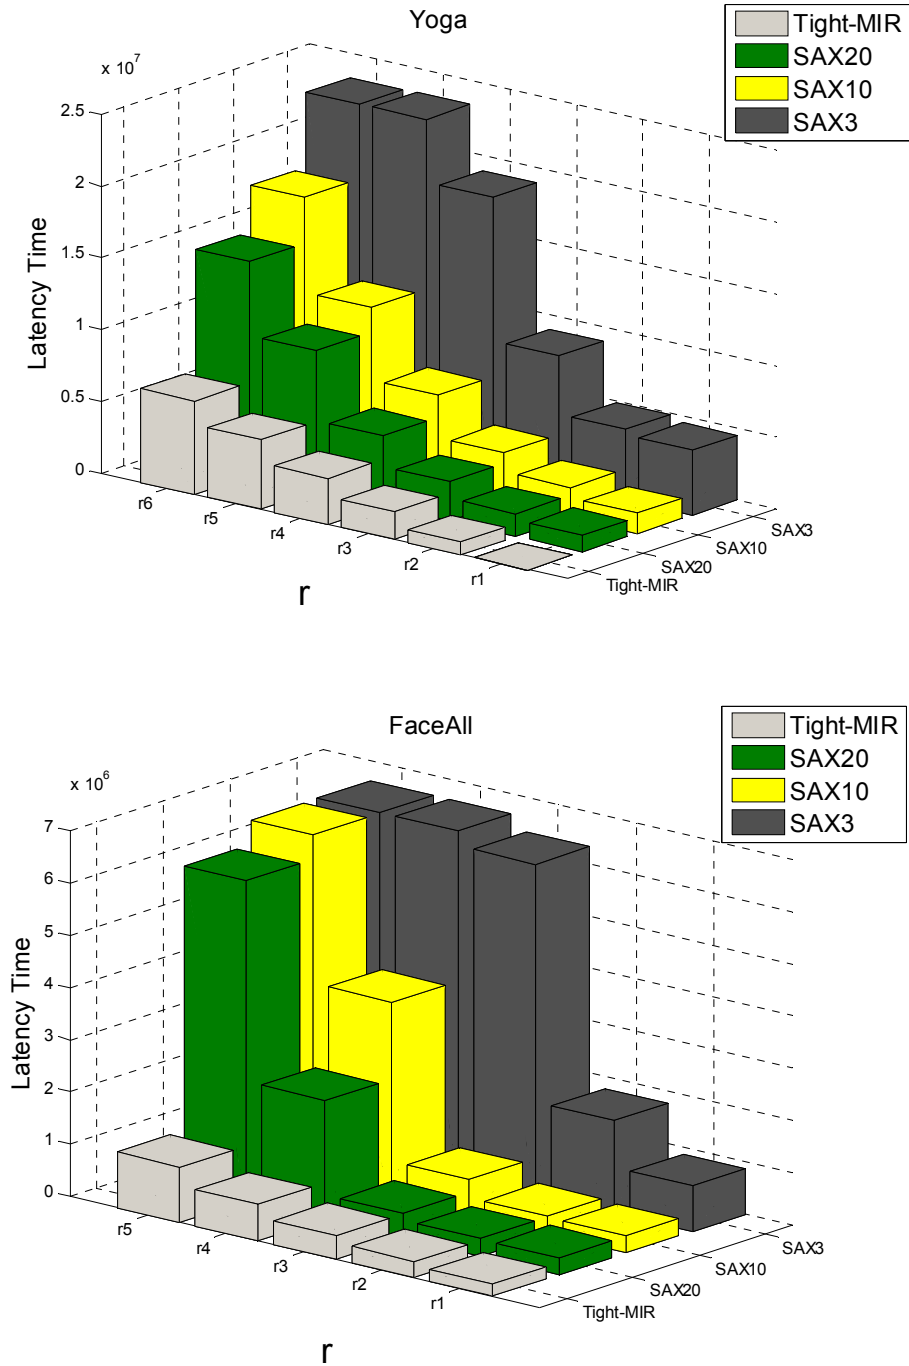 Yoga
Tight-MIR
SAX20
SAX10
SAX3
x 10^7
2.5
2
1.5
1
0.5
0
Latency Time
r6
r5
r4
r3
r2
r1
r
SAX3
SAX10
SAX20
Tight-MIR
FaceAll
Tight-MIR
SAX20
SAX10
SAX3
x 10^6
7
6
5
4
3
2
1
0
Latency Time
r5
r4
r3
r2
r1
r
SAX3
SAX10
SAX20
Tight-MIR